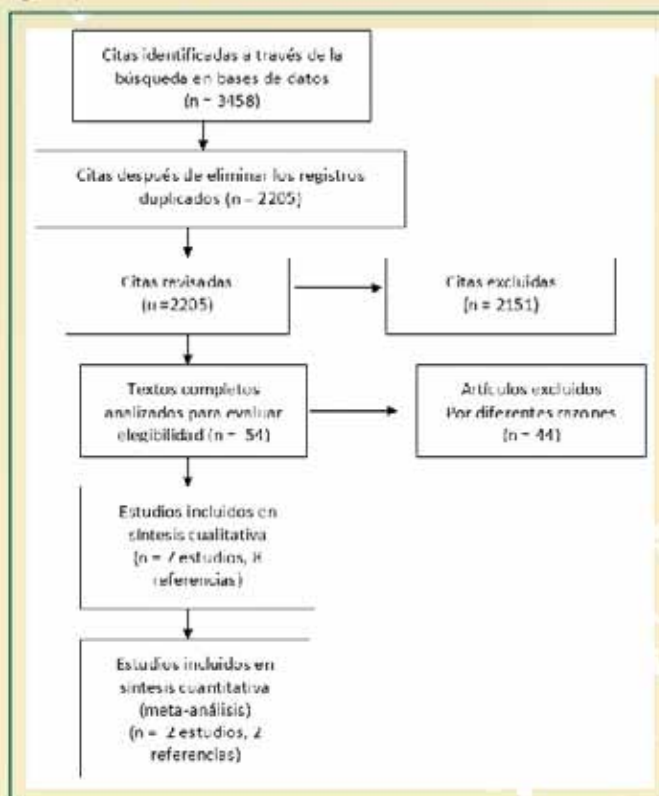 Citas identificadas a través de la
búsqueda en bases de datos
(n = 3458)
Citas después de eliminar los registros
duplicados (n = 2205)
Citas revisadas
(n =2205)
Citas excluidas
(n = 2151)
Textos completos
analizados para evaluar
elegibilidad (n = 54)
Artículos excluidos
Por diferentes razones
(n = 44)
Estudios incluidos en
síntesis cualitativa
(n = 7 estudios, 8
referencias)
Estudios incluidos en
síntesis cuantitativa
(meta-análisis)
(n = 2 estudios, 2
referencias)